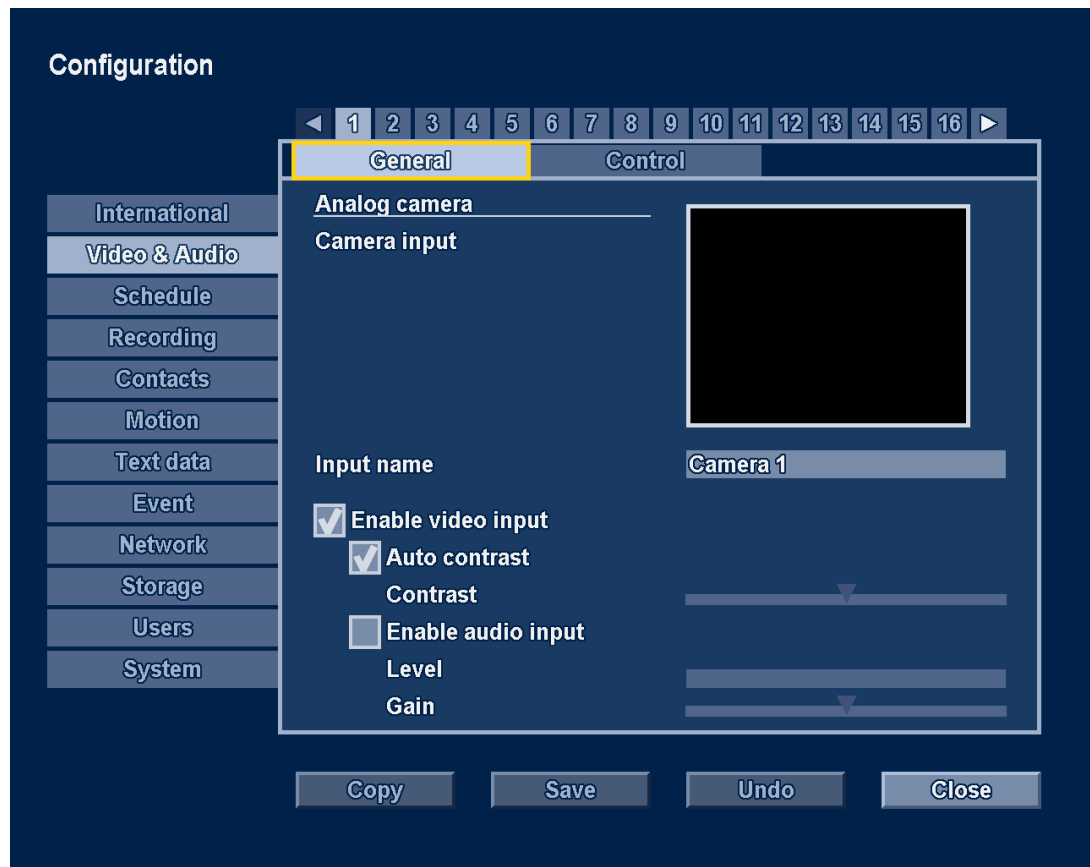 Configuration
1 2 3 4 5 6 7 8 9 10 11 12 13 14 15 16
General Control
International
Video & Audio
Schedule
Recording
Contacts
Motion
Text data
Event
Network
Storage
Users
System
Analog camera
Camera input
Input name Camera 1
Enable video input
Auto contrast
Contrast
Enable audio input
Level
Gain
Copy Save Undo Close